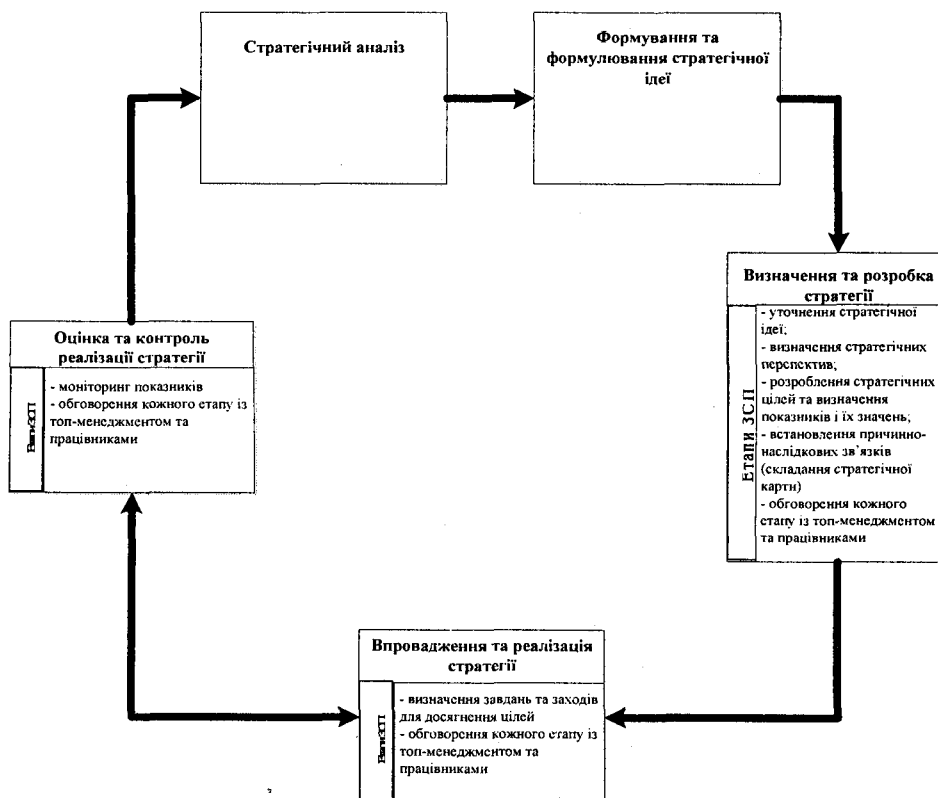 Стратегічний аналіз
Формування та
формулювання стратегічної
ідеї
Визначення та розробка
стратегії
Етапи ЗСП
- уточнення стратегічної
ідеї;
- визначення стратегічних
перспектив;
- розроблення стратегічних
цілей та визначення
показників і їх значень;
- встановлення причинно-
наслідкових зв’язків
(складання стратегічної
карти)
- обговорення кожного
етапу із топ-менеджментом
та працівниками
Оцінка та контроль
реалізації стратегії
- моніторинг показників
- обговорення кожного етапу із
топ-менеджментом та
працівниками
Впровадження та реалізація
стратегії
- визначення завдань та заходів
для досягнення цілей
- обговорення кожного етапу із
топ-менеджментом та
працівниками